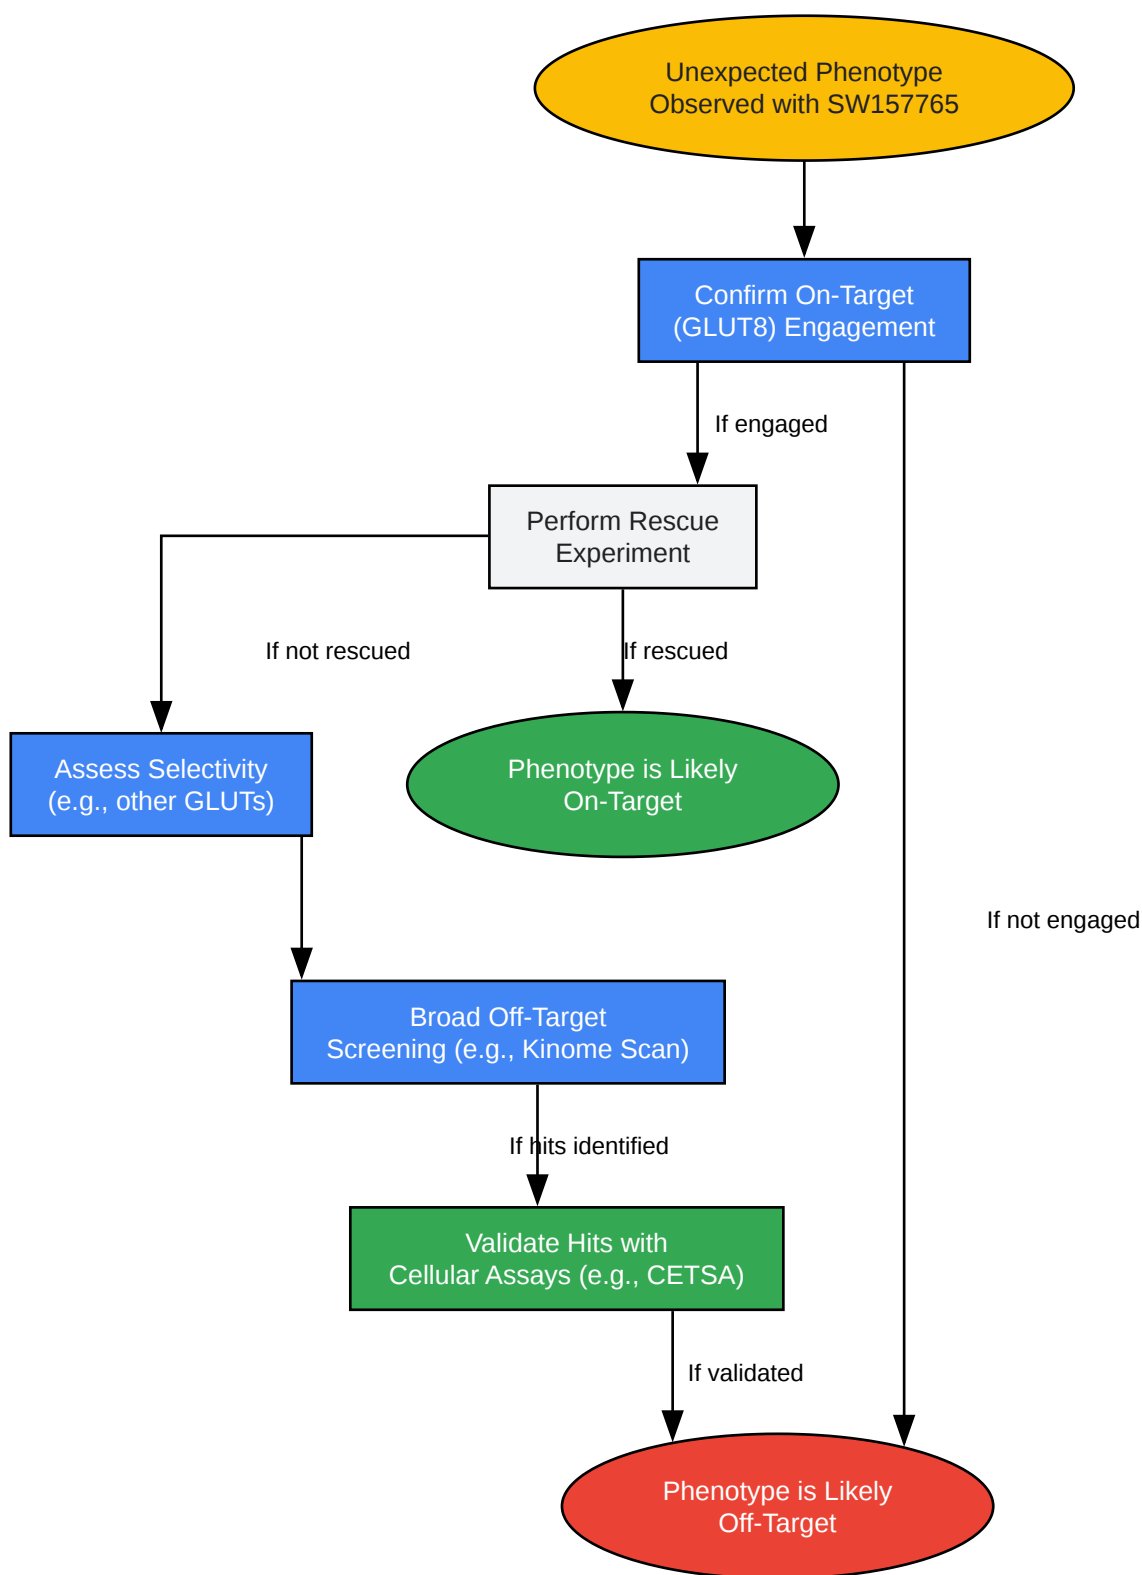 Unexpected Phenotype
Observed with SW157765
Confirm On-Target
(GLUT8) Engagement
If engaged
Perform Rescue
Experiment
If not rescued
If rescued
Assess Selectivity
(e.g., other GLUTs)
Phenotype is Likely
On-Target
If not engaged
Broad Off-Target
Screening (e.g., Kinome Scan)
If hits identified
Validate Hits with
Cellular Assays (e.g., CETSA)
If validated
Phenotype is Likely
Off-Target